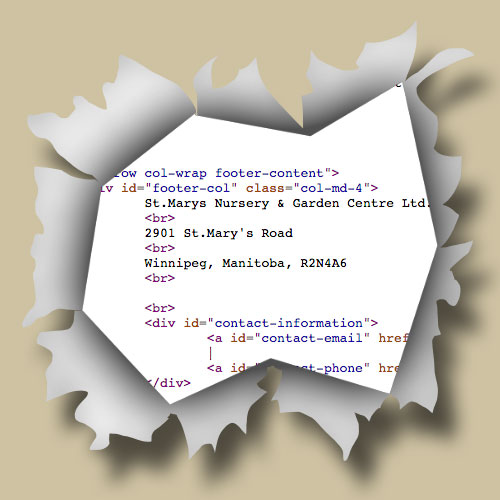 row col-wrap footer-content">
iv id="footer-col" class="col-md-4">
St.Marys Nursery & Garden Centre Ltd.
<br>
2901 St.Mary's Road
<br>
Winnipeg, Manitoba, R2N4A6
<br>
<br>
<div id="contact-information">
<a id="contact-email" href
|
<a id=" ct-phone" hre
</div>